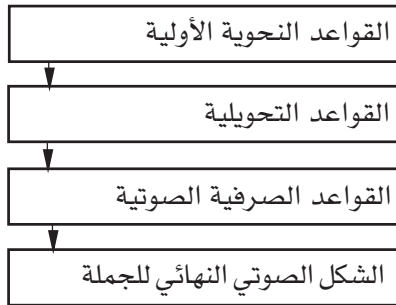 القواعد النحوية الأولية
القواعد التحويلية
القواعد الصرفية الصوتية
الشكل الصوتي النهائي للجملة